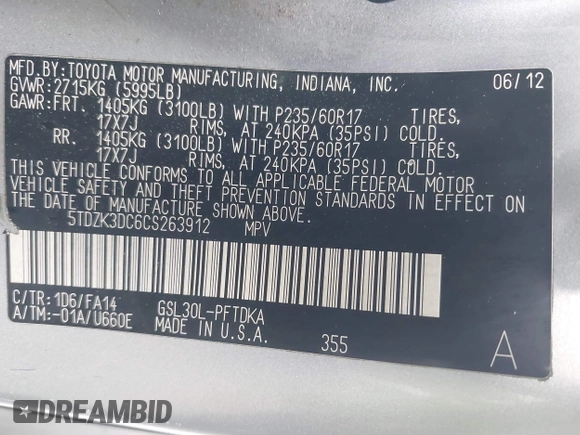 MFD. BY: TOYOTA MOTOR MANUFACTURING, INDIANA, INC. 06/12
GVWR: 2715KG (5995LB)
GAWR: FRT. 1405KG (3100LB) WITH P235/60R17 TIRES,
17X7J RIMS, AT 240KPA (35PSI) COLD.
RR. 1405KG (3100LB) WITH P235/60R17 TIRES,
17X7J RIMS, AT 240KPA (35PSI) COLD.
THIS VEHICLE CONFORMS TO ALL APPLICABLE FEDERAL MOTOR
VEHICLE SAFETY AND THEFT PREVENTION STANDARDS IN EFFECT ON
THE DATE OF MANUFACTURE SHOWN ABOVE.
5TDZK3DC6CS263912 MPV
C/TR: 1D6/FA14 GSL30L-PFTDKA
A/TM: -01A/U660E MADE IN U.S.A. 355 A
DREAMBID